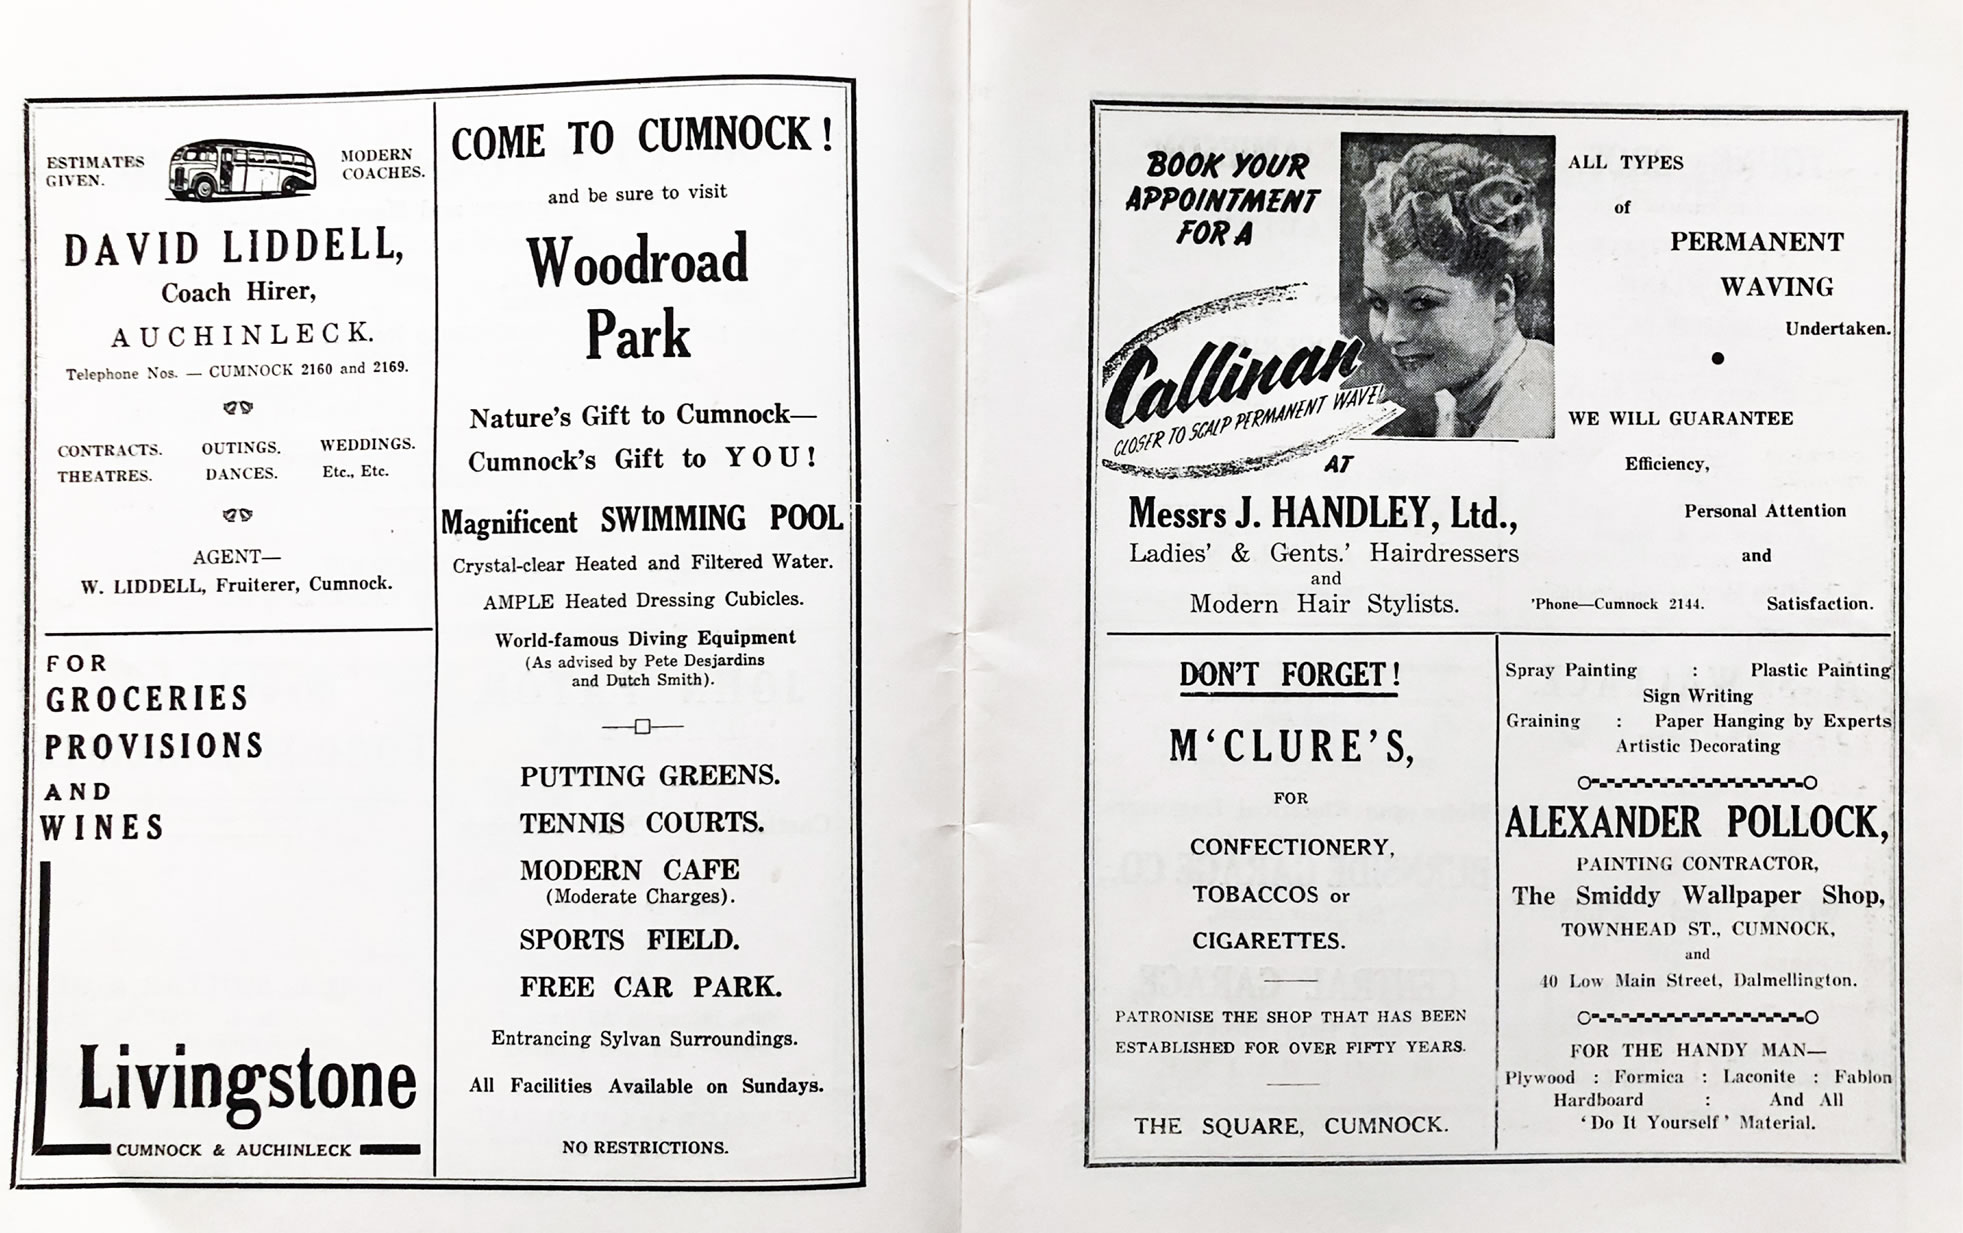 ESTIMATES
GIVEN.
MODERN
COACHES.
DAVID LIDDELL,
Coach Hirer,
AUCHINLECK.
Telephone Nos. — CUMNOCK 2160 and 2169.
CONTRACTS. OUTINGS. WEDDINGS.
THEATRES. DANCES. Etc., Etc.
AGENT—
W. LIDDELL, Fruiterer, Cumnock.
FOR
GROCERIES
PROVISIONS
AND
WINES
Livingstone
CUMNOCK & AUCHINLECK
COME TO CUMNOCK!
and be sure to visit
Woodroad
Park
Nature's Gift to Cumnock—
Cumnock's Gift to YOU!
Magnificent SWIMMING POOL
Crystal-clear Heated and Filtered Water.
AMPLE Heated Dressing Cubicles.
World-famous Diving Equipment
(As advised by Pete Desjardins
and Dutch Smith).
PUTTING GREENS.
TENNIS COURTS.
MODERN CAFE
(Moderate Charges).
SPORTS FIELD.
FREE CAR PARK.
Entrancing Sylvan Surroundings.
All Facilities Available on Sundays.
NO RESTRICTIONS.
BOOK YOUR
APPOINTMENT
FOR A
Callinan
CLOSER TO SCALP PERMANENT WAVE!
AT
Messrs J. HANDLEY, Ltd.,
Ladies' & Gents.' Hairdressers
and
Modern Hair Stylists.
ALL TYPES
of
PERMANENT
WAVING
Undertaken.
WE WILL GUARANTEE
Efficiency,
Personal Attention
and
'Phone—Cumnock 2144. Satisfaction.
DON'T FORGET!
M'CLURE'S,
FOR
CONFECTIONERY,
TOBACCOS or
CIGARETTES.
PATRONISE THE SHOP THAT HAS BEEN
ESTABLISHED FOR OVER FIFTY YEARS.
THE SQUARE, CUMNOCK.
Spray Painting : Plastic Painting
Sign Writing
Graining : Paper Hanging by Experts
Artistic Decorating
ALEXANDER POLLOCK,
PAINTING CONTRACTOR,
The Smiddy Wallpaper Shop,
TOWNHEAD ST., CUMNOCK,
and
40 Low Main Street, Dalmellington.
FOR THE HANDY MAN—
Plywood : Formica : Laconite : Fablon
Hardboard : And All
'Do It Yourself' Material.